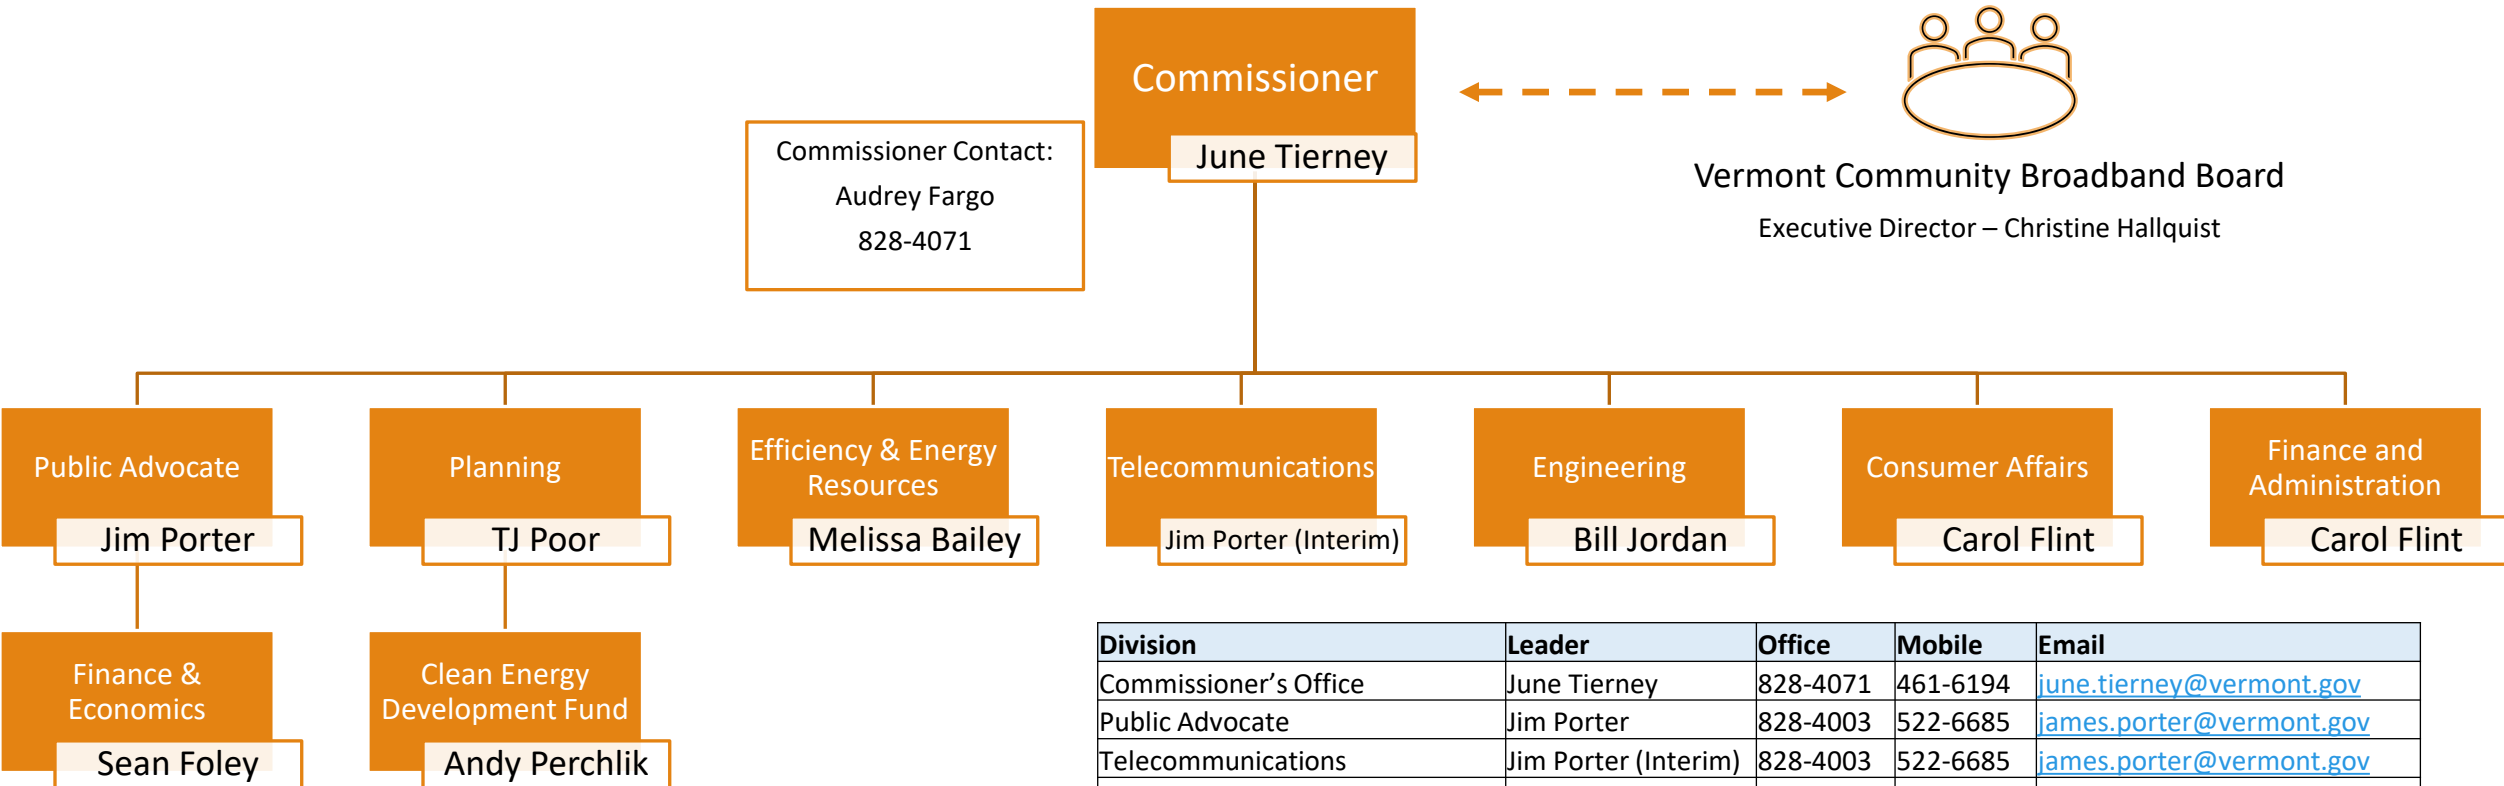 Commissioner
June Tierney
Commissioner Contact:
Audrey Fargo
828-4071
Vermont Community Broadband Board
Executive Director – Christine Hallquist
Public Advocate
Jim Porter
Planning
TJ Poor
Efficiency & Energy
Resources
Melissa Bailey
Telecommunications
Jim Porter (Interim)
Engineering
Bill Jordan
Consumer Affairs
Carol Flint
Finance and
Administration
Carol Flint
Finance &
Economics
Sean Foley
Clean Energy
Development Fund
Andy Perchlik
Division Leader Office Mobile Email
Commissioner’s Office June Tierney 828-4071 461-6194 june.tierney@vermont.gov
Public Advocate Jim Porter 828-4003 522-6685 james.porter@vermont.gov
Telecommunications Jim Porter (Interim) 828-4003 522-6685 james.porter@vermont.gov